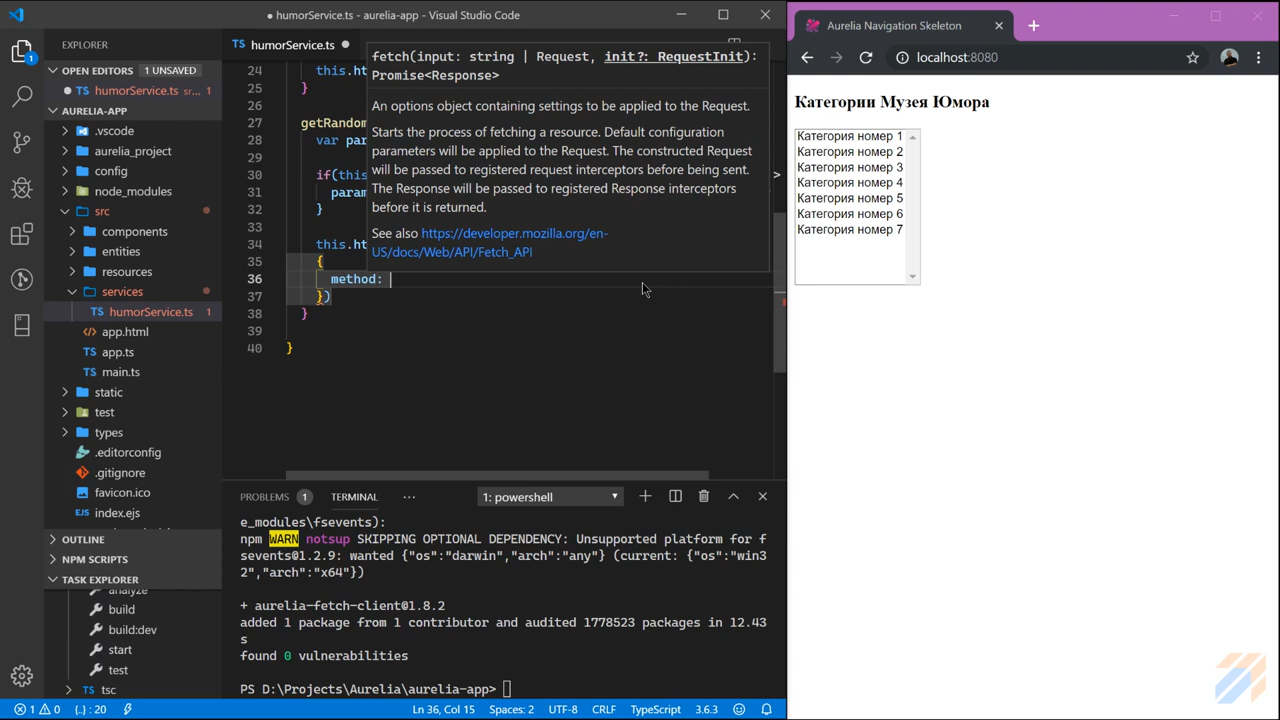 humorService.ts - aurelia-app - Visual Studio Code
EXPLORER
OPEN EDITORS 1 UNSAVED
humorService.ts sr... 1
AURELIA-APP
.vscode
aurelia_project
config
node_modules
src
components
entities
resources
services
humorService.ts 1
app.html
app.ts
main.ts
static
test
types
.editorconfig
.gitignore
favicon.ico
index.ejs
OUTLINE
NPM SCRIPTS
TASK EXPLORER
analyze
build
build:dev
start
test
tsc
humorService.ts
fetch(input: string | Request, init?: RequestInit):
Promise<Response>
An options object containing settings to be applied to the Request.
Starts the process of fetching a resource. Default configuration
parameters will be applied to the Request. The constructed Request
will be passed to registered request interceptors before being sent.
The Response will be passed to registered Response interceptors
before it is returned.
See also https://developer.mozilla.org/en-
US/docs/Web/API/Fetch_API
24 this.ht
25 }
26
27 getRandom
28 var par
29
30 if(this >
31 param
32 }
33
34 this.ht
35 {
36 method:
37 })
38 }
39
40 }
PROBLEMS 1 TERMINAL ··· 1: powershell
e_modules\fsevents):
npm WARN notsup SKIPPING OPTIONAL DEPENDENCY: Unsupported platform for f
sevents@1.2.9: wanted {"os":"darwin","arch":"any"} (current: {"os":"win3
2","arch":"x64"})
+ aurelia-fetch-client@1.8.2
added 1 package from 1 contributor and audited 1778523 packages in 12.43
s
found 0 vulnerabilities
PS D:\Projects\Aurelia\aurelia-app>
1 0 {..} : 20 Ln 36, Col 15 Spaces: 2 UTF-8 CRLF TypeScript 3.6.3
Aurelia Navigation Skeleton
localhost:8080
Категории Музея Юмора
Категория номер 1
Категория номер 2
Категория номер 3
Категория номер 4
Категория номер 5
Категория номер 6
Категория номер 7